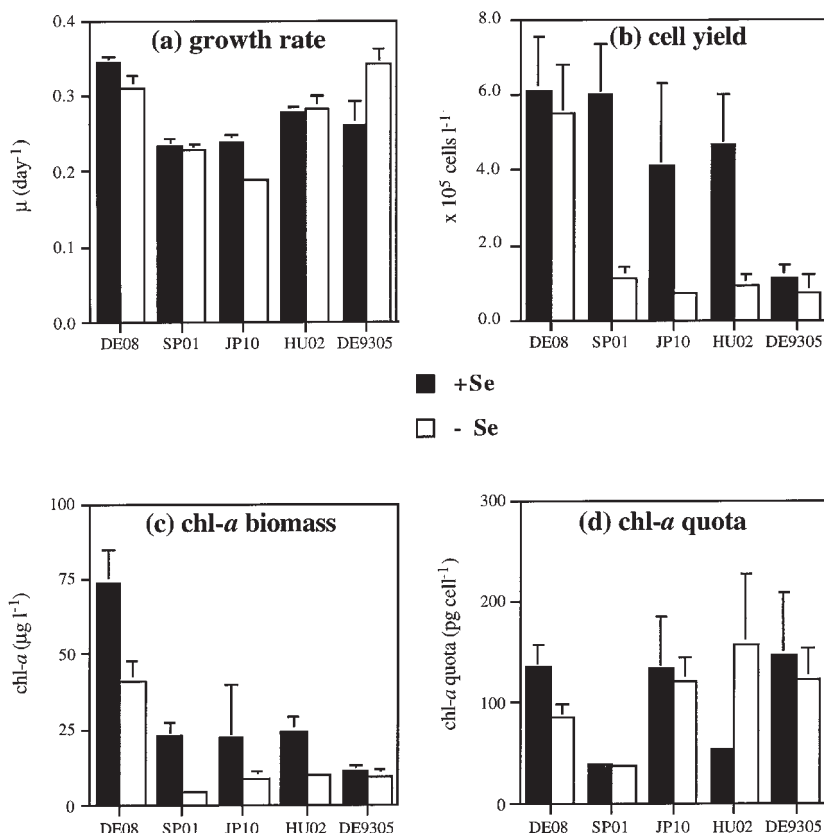 (a) growth rate
0.4
0.3
0.2
0.1
0.0
µ (day-1)
DE08 SP01 JP10 HU02 DE9305
(b) cell yield
8.0
6.0
4.0
2.0
0.0
x 10⁵ cells l-1
DE08 SP01 JP10 HU02 DE9305
+Se
- Se
(c) chl-a biomass
100
75
50
25
0
chl-a (µg l-1)
DE08 SP01 JP10 HU02 DE9305
(d) chl-a quota
300
200
100
0
chl-a quota (pg cell-1)
DE08 SP01 JP10 HU02 DE9305